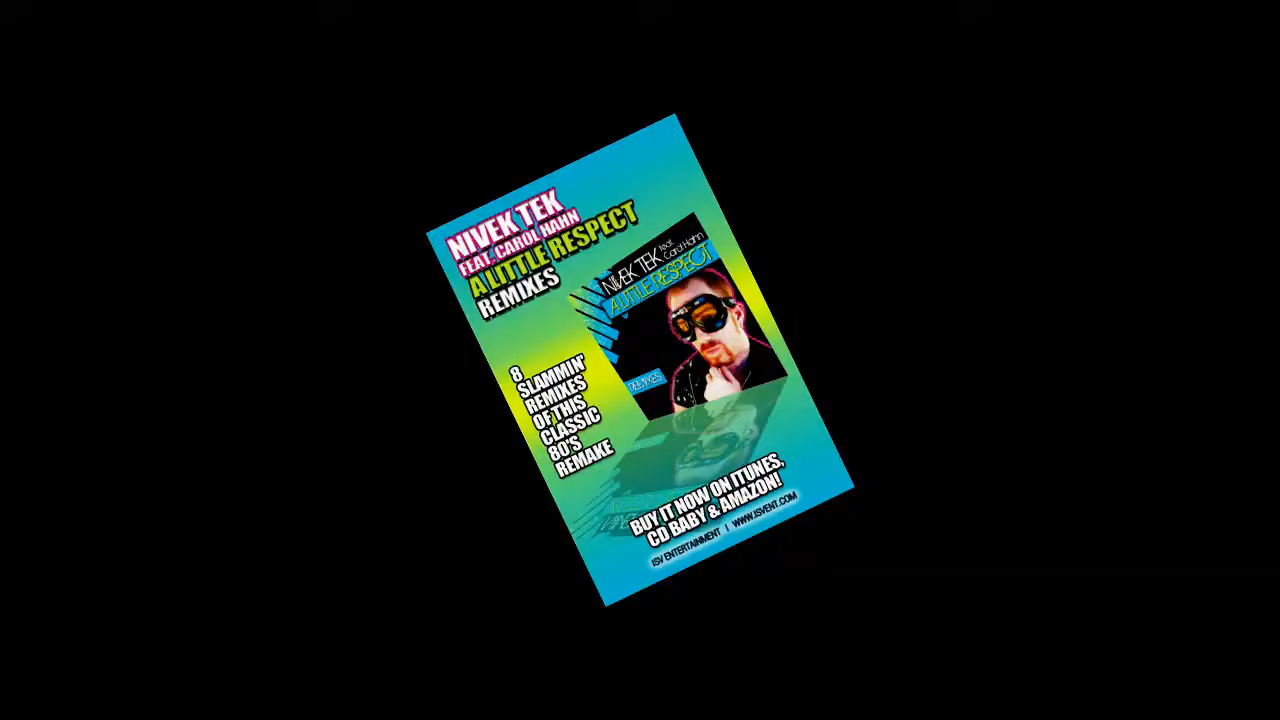 NIVEK TEK
FEAT. CAROL HAHN
A LITTLE RESPECT
REMIXES
NIVEK TEK feat. Carol Hahn
A LITTLE RESPECT
REMIXES
8
SLAMMIN'
REMIXES
OF THIS
CLASSIC
80'S
REMAKE
BUY IT NOW ON ITUNES,
CD BABY & AMAZON!
ISV ENTERTAINMENT | WWW.ISVENT.COM